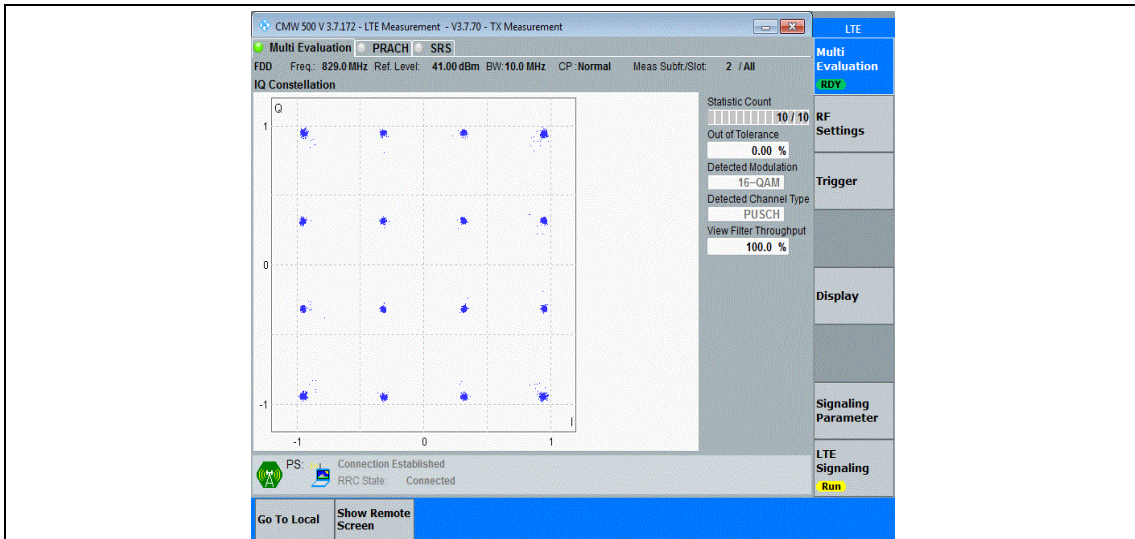 CMW 500 V 3.7.172 - LTE Measurement - V3.7.70 - TX Measurement
LTE
Multi Evaluation PRACH SRS
Multi
Evaluation
RDY
FDD Freq.: 829.0 MHz Ref. Level: 41.00 dBm BW: 10.0 MHz CP : Normal Meas Subfr./Slot: 2 / All
IQ Constellation
Q
1
0
-1
-1 0 1
I
Statistic Count
10 / 10
Out of Tolerance
0.00 %
Detected Modulation
16-QAM
Detected Channel Type
PUSCH
View Filter Throughput
100.0 %
RF
Settings
Trigger
Display
Signaling
Parameter
LTE
Signaling
Run
PS: Connection Established
RRC State: Connected
Go To Local
Show Remote
Screen